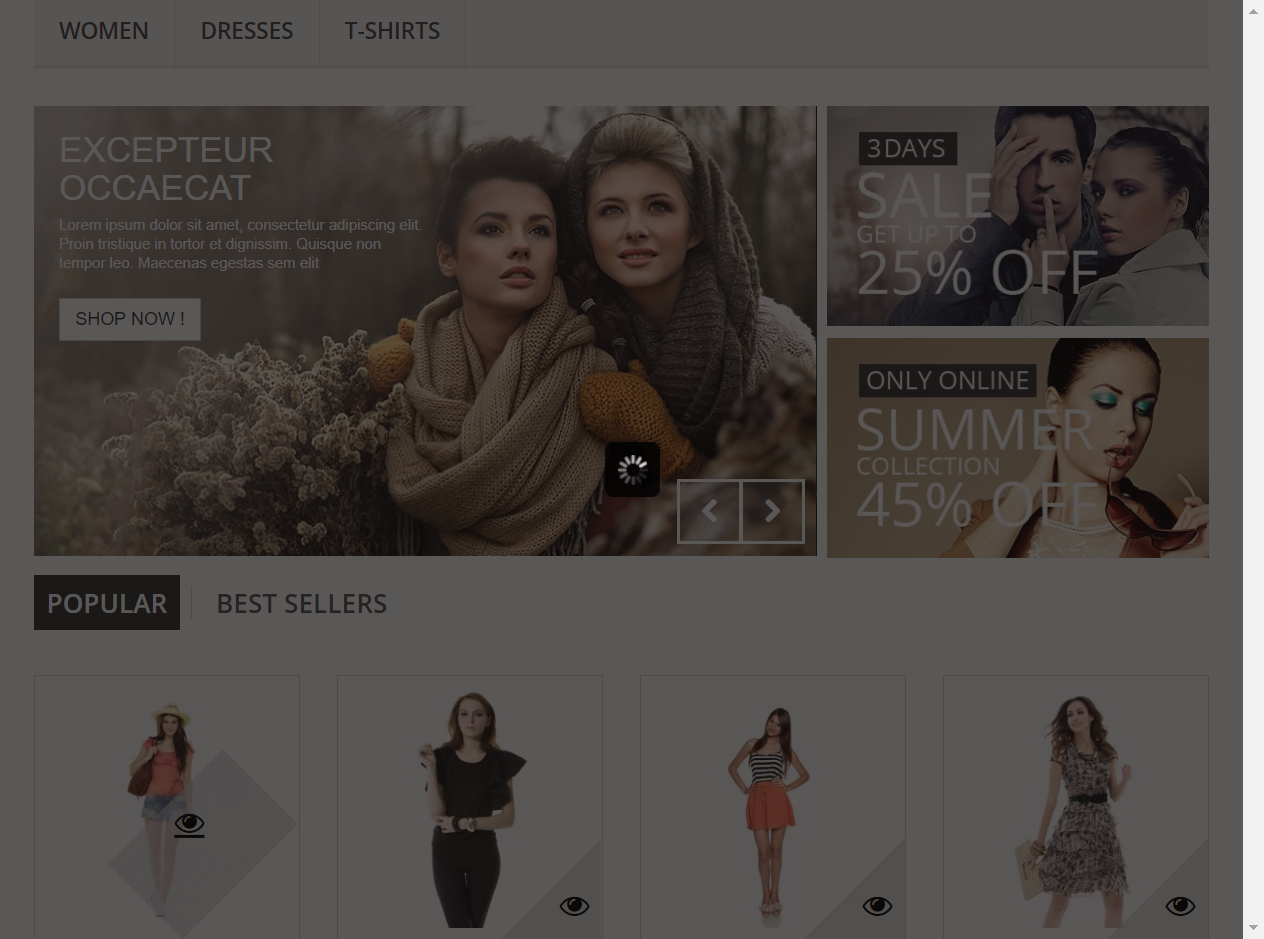 WOMEN
DRESSES
T-SHIRTS
EXCEPTEUR
OCCAECAT
Lorem ipsum dolor sit amet, consectetur adipiscing elit.
Proin tristique in tortor et dignissim. Quisque non
tempor leo. Maecenas egestas sem elit
SHOP NOW !
3 DAYS
SALE
GET UP TO
25% OFF
ONLY ONLINE
SUMMER
COLLECTION
45% OFF
POPULAR
BEST SELLERS